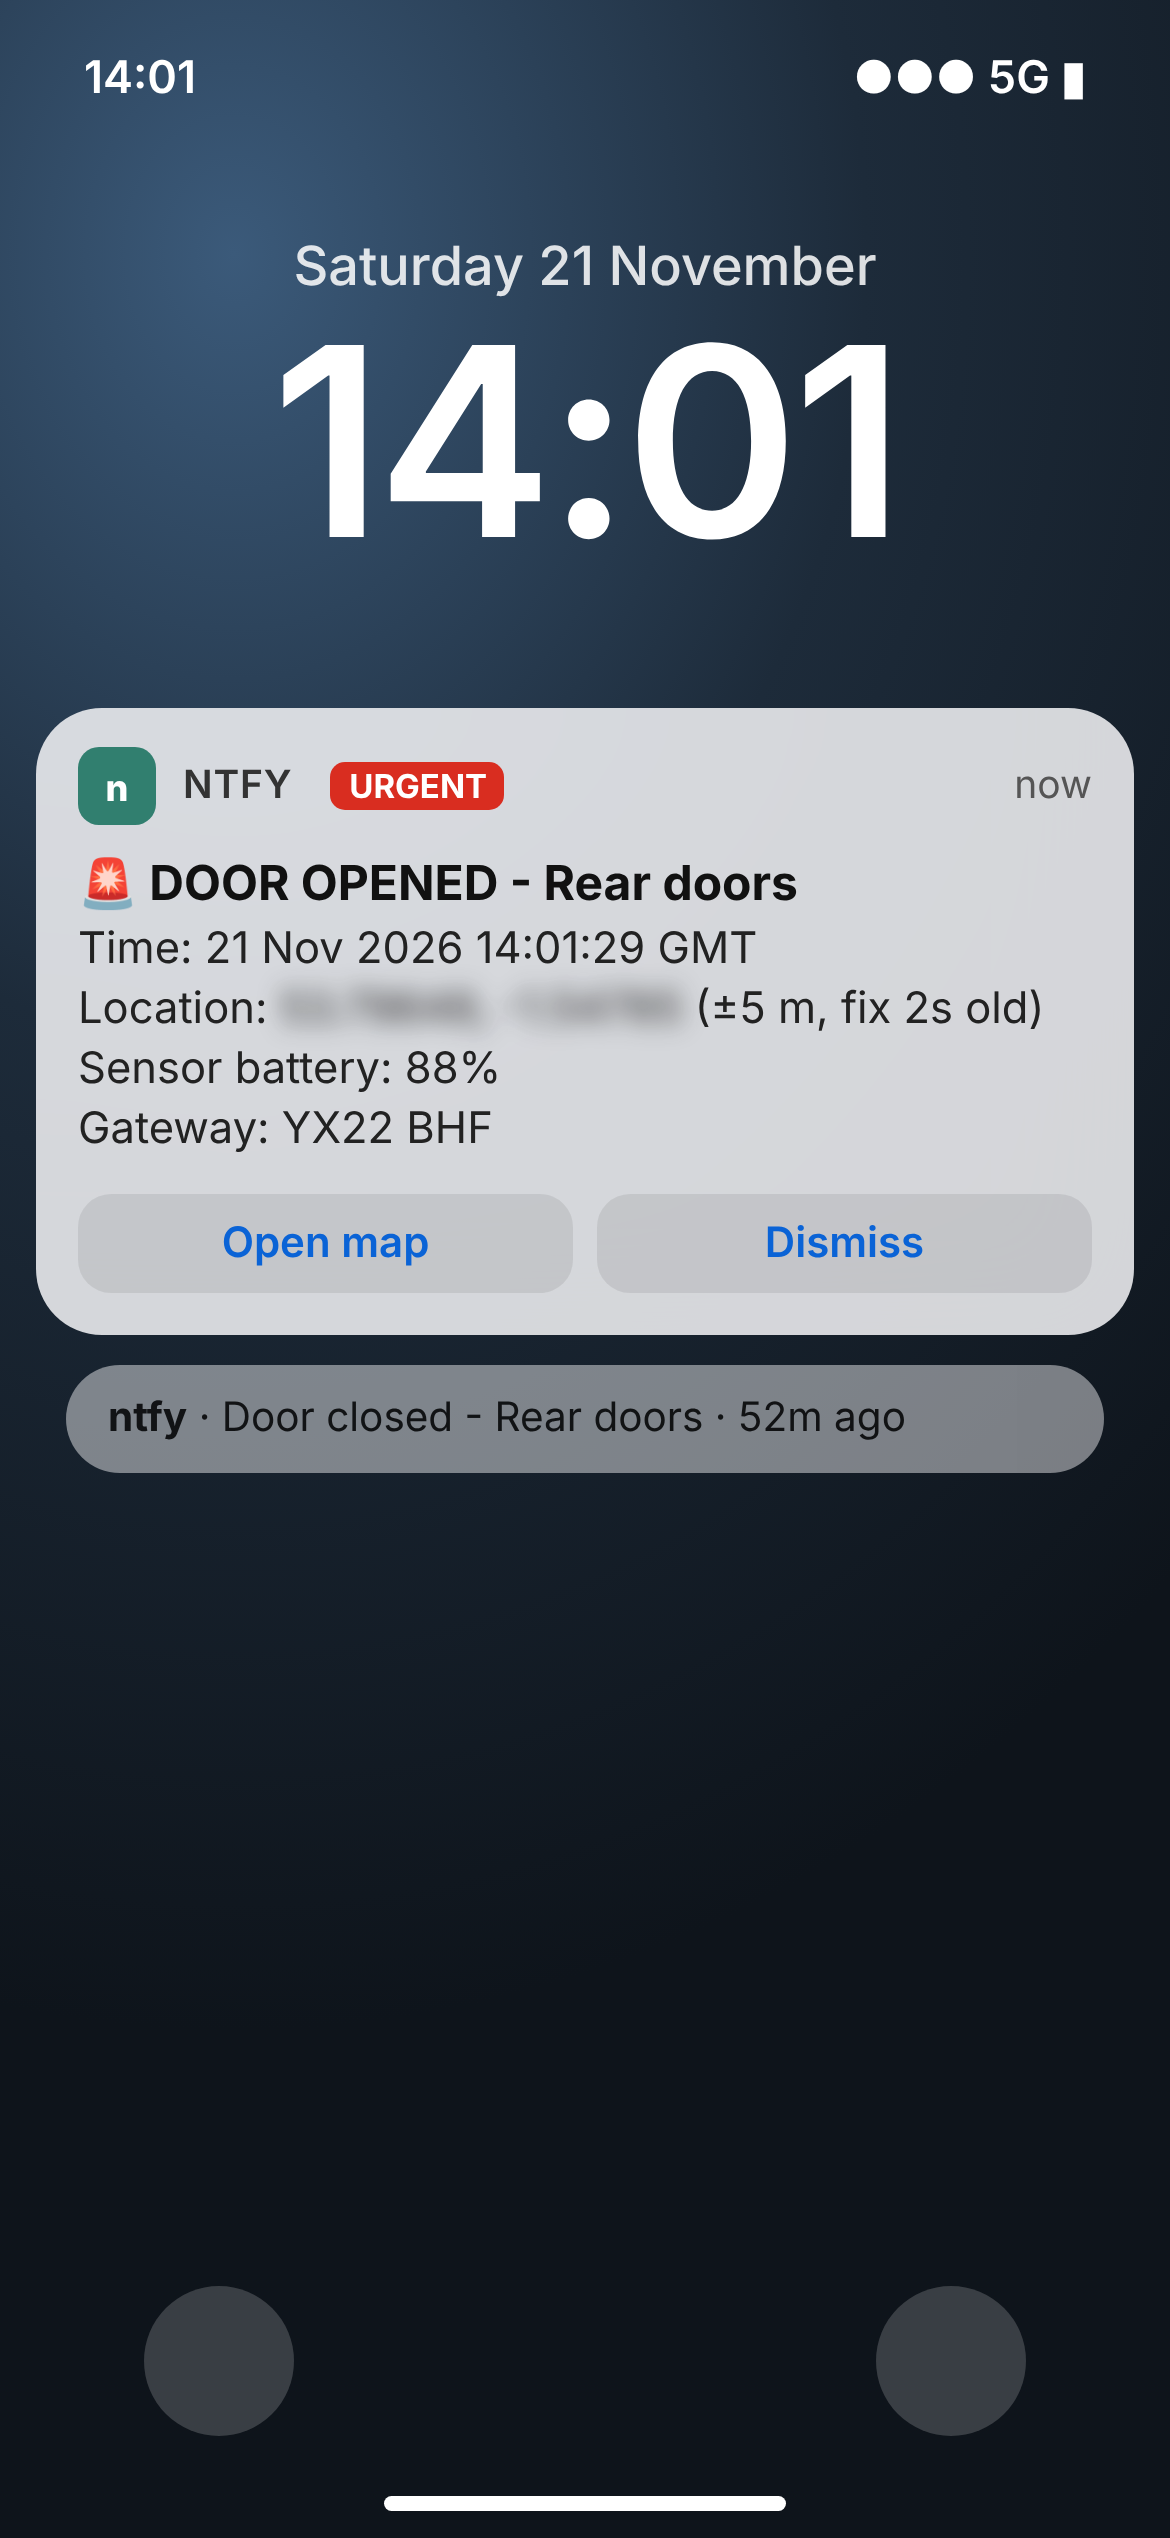 14:01
5G
Saturday 21 November
14:01
n
NTFY URGENT now
🚨 DOOR OPENED - Rear doors
Time: 21 Nov 2026 14:01:29 GMT
Location: (±5 m, fix 2s old)
Sensor battery: 88%
Gateway: YX22 BHF
Open map
Dismiss
ntfy · Door closed - Rear doors · 52m ago